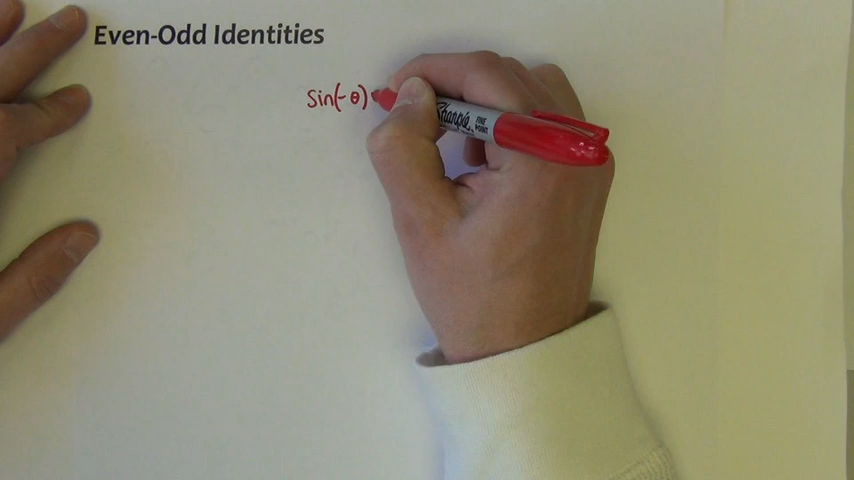 Even-Odd Identities
sin(-θ)
Sharpie
FINE
POINT